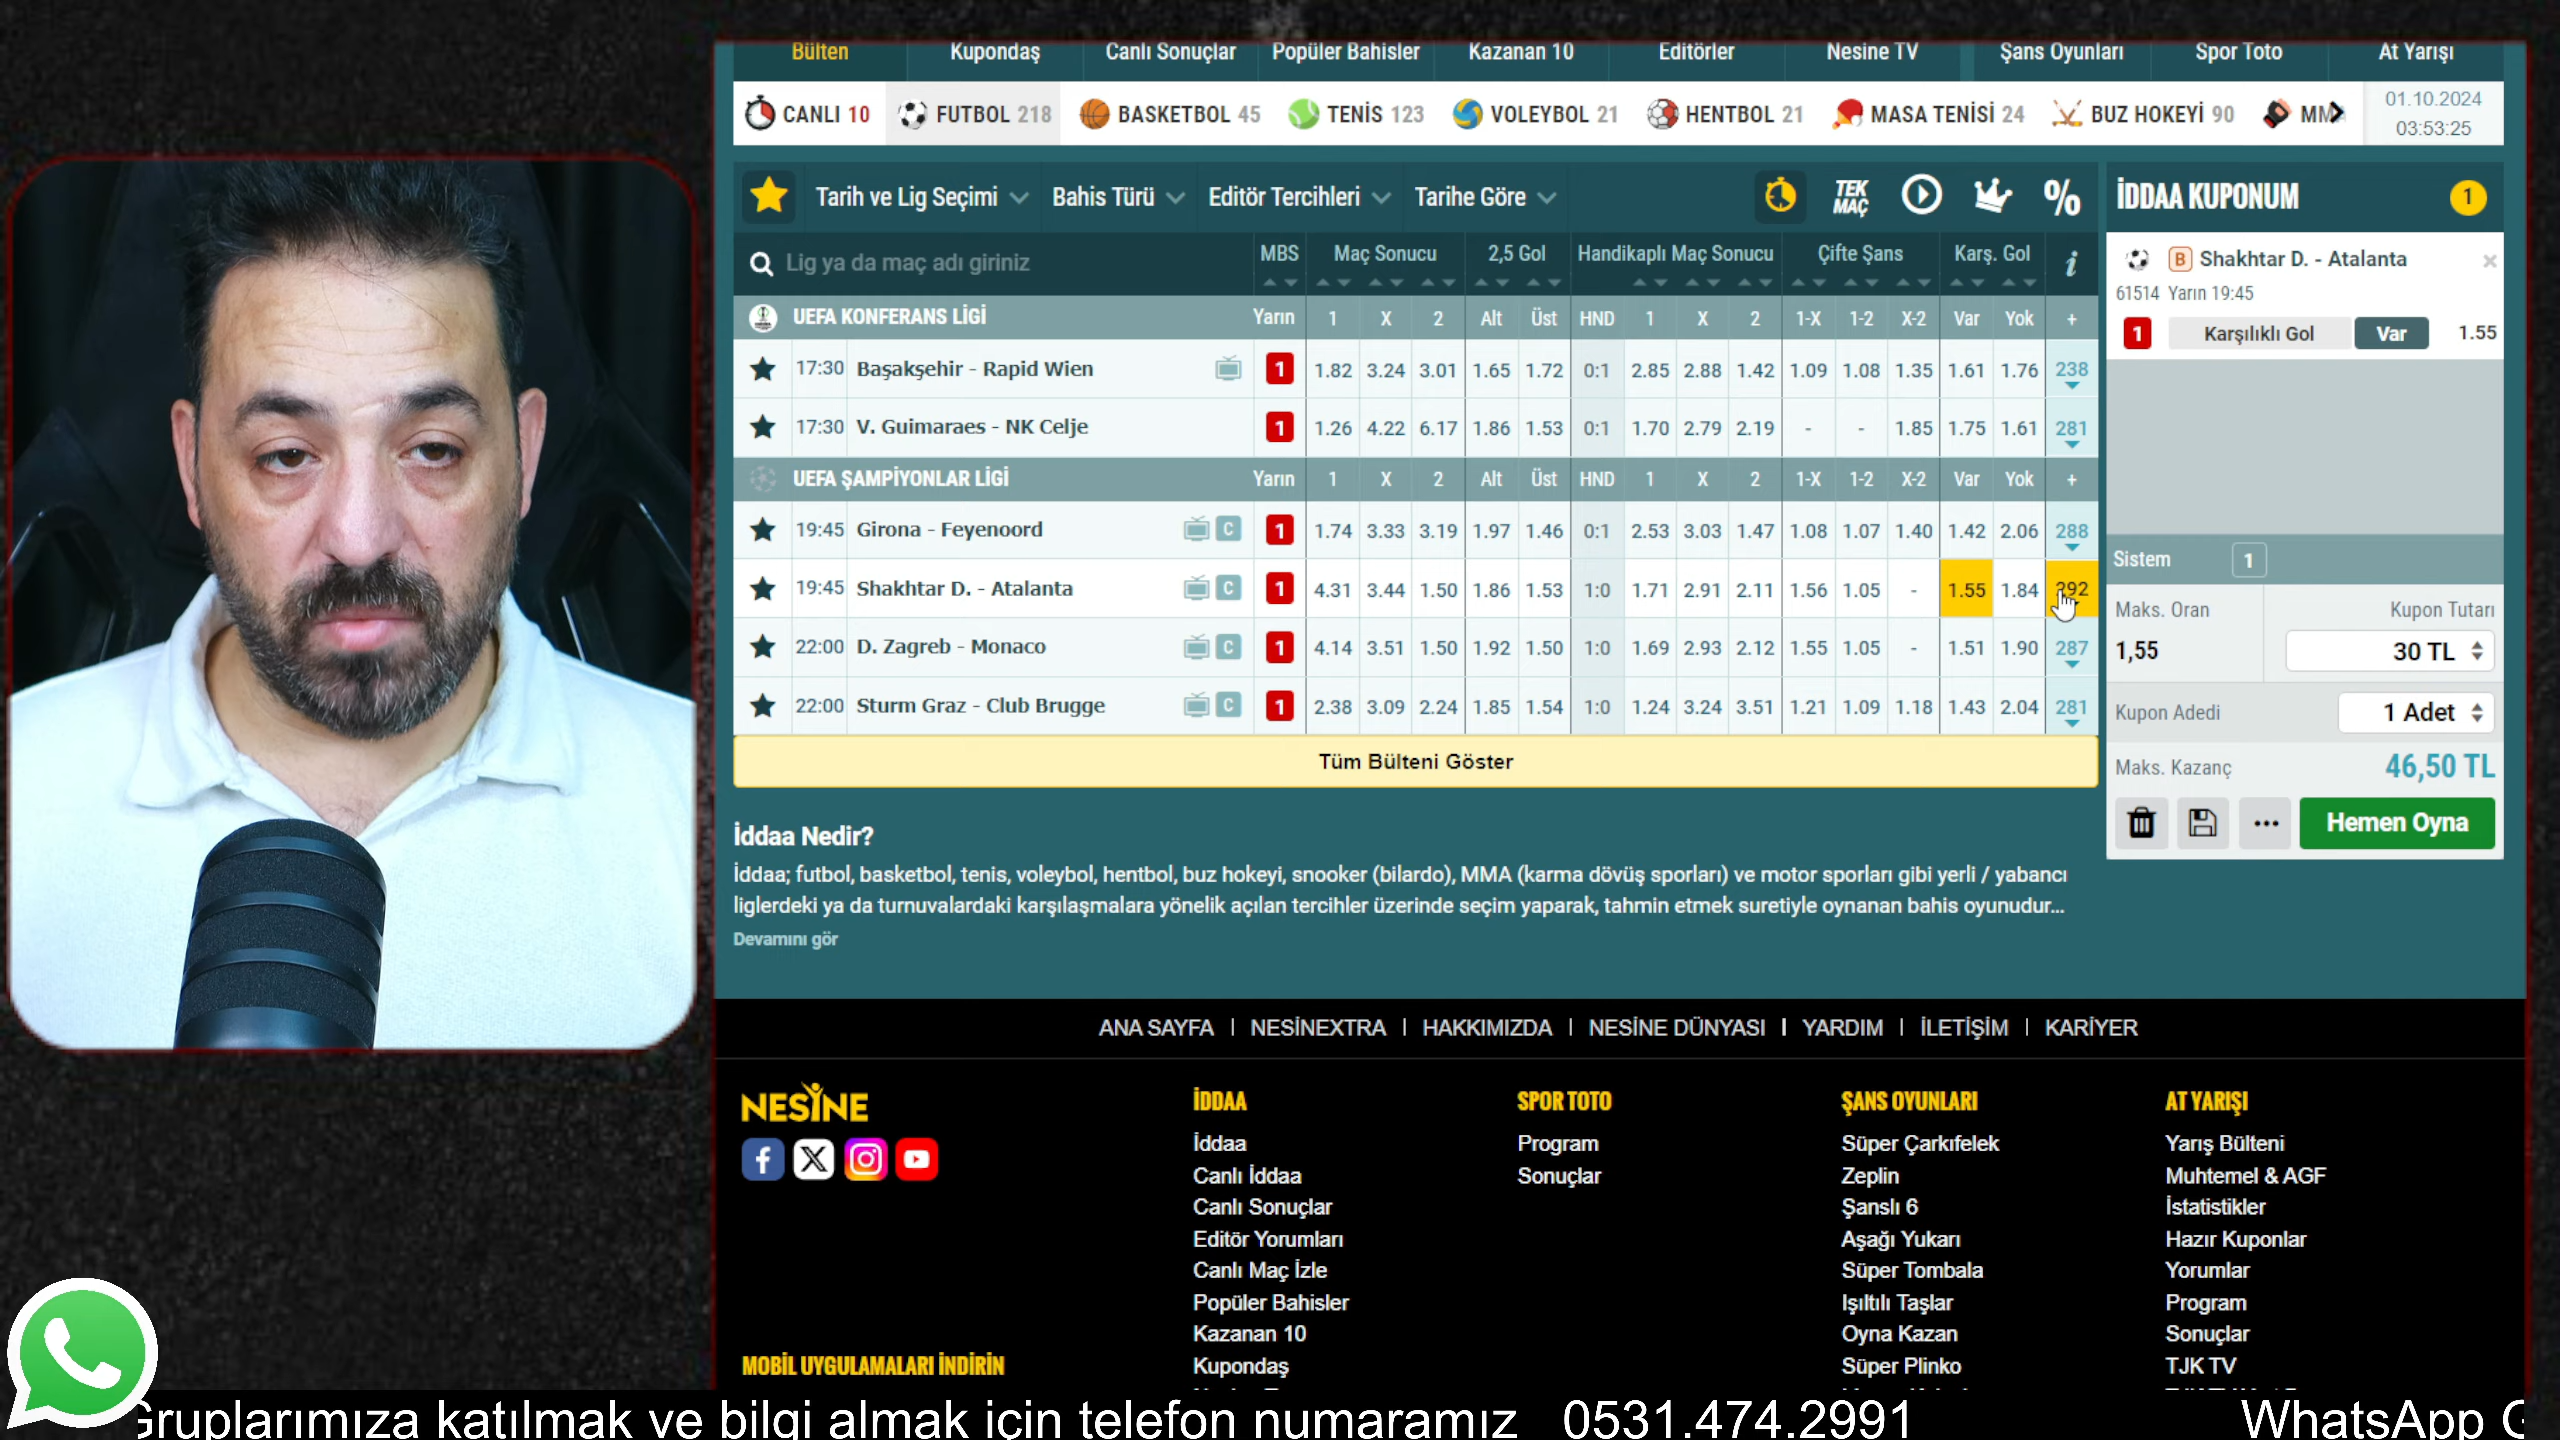 Bülten Kupondaş Canlı Sonuçlar Popüler Bahisler Kazanan 10 Editörler Nesine TV Şans Oyunları Spor Toto At Yarışı
CANLI 10 FUTBOL 218 BASKETBOL 45 TENİS 123 VOLEYBOL 21 HENTBOL 21 MASA TENİSİ 24 BUZ HOKEYİ 90 01.10.2024
03:53:25
Tarih ve Lig Seçimi Bahis Türü Editör Tercihleri Tarihe Göre TEK MAÇ %
Lig ya da maç adı giriniz MBS Maç Sonucu 2,5 Gol Handikaplı Maç Sonucu Çifte Şans Karş. Gol i
UEFA KONFERANS LİGİ Yarın 1 X 2 Alt Üst HND 1 X 2 1-X 1-2 X-2 Var Yok +
17:30 Başakşehir - Rapid Wien 1 1.82 3.24 3.01 1.65 1.72 0:1 2.85 2.88 1.42 1.09 1.08 1.35 1.61 1.76 238
17:30 V. Guimaraes - NK Celje 1 1.26 4.22 6.17 1.86 1.53 0:1 1.70 2.79 2.19 - - 1.85 1.75 1.61 281
UEFA ŞAMPİYONLAR LİGİ Yarın 1 X 2 Alt Üst HND 1 X 2 1-X 1-2 X-2 Var Yok +
19:45 Girona - Feyenoord C 1 1.74 3.33 3.19 1.97 1.46 0:1 2.53 3.03 1.47 1.08 1.07 1.40 1.42 2.06 288
19:45 Shakhtar D. - Atalanta C 1 4.31 3.44 1.50 1.86 1.53 1:0 1.71 2.91 2.11 1.56 1.05 - 1.55 1.84 292
22:00 D. Zagreb - Monaco C 1 4.14 3.51 1.50 1.92 1.50 1:0 1.69 2.93 2.12 1.55 1.05 - 1.51 1.90 287
22:00 Sturm Graz - Club Brugge C 1 2.38 3.09 2.24 1.85 1.54 1:0 1.24 3.24 3.51 1.21 1.09 1.18 1.43 2.04 281
Tüm Bülteni Göster
İDDAA KUPONUM 1
B Shakhtar D. - Atalanta
61514 Yarın 19:45
1 Karşılıklı Gol Var 1.55
Sistem 1
Maks. Oran Kupon Tutarı
1,55 30 TL
Kupon Adedi 1 Adet
Maks. Kazanç 46,50 TL
Hemen Oyna
İddaa Nedir?
İddaa; futbol, basketbol, tenis, voleybol, hentbol, buz hokeyi, snooker (bilardo), MMA (karma dövüş sporları) ve motor sporları gibi yerli / yabancı
liglerdeki ya da turnuvalardaki karşılaşmalara yönelik açılan tercihler üzerinde seçim yaparak, tahmin etmek suretiyle oynanan bahis oyunudur...
Devamını gör
ANA SAYFA | NESİNEXTRA | HAKKIMIZDA | NESİNE DÜNYASI | YARDIM | İLETİŞİM | KARİYER
NESİNE
MOBİL UYGULAMALARI İNDİRİN
İDDAA
İddaa
Canlı İddaa
Canlı Sonuçlar
Editör Yorumları
Canlı Maç İzle
Popüler Bahisler
Kazanan 10
Kupondaş
SPOR TOTO
Program
Sonuçlar
ŞANS OYUNLARI
Süper Çarkıfelek
Zeplin
Şanslı 6
Aşağı Yukarı
Süper Tombala
Işıltılı Taşlar
Oyna Kazan
Süper Plinko
AT YARIŞI
Yarış Bülteni
Muhtemel & AGF
İstatistikler
Hazır Kuponlar
Yorumlar
Program
Sonuçlar
TJK TV
Gruplarımıza katılmak ve bilgi almak için telefon numaramız 0531.474.2991 WhatsApp G